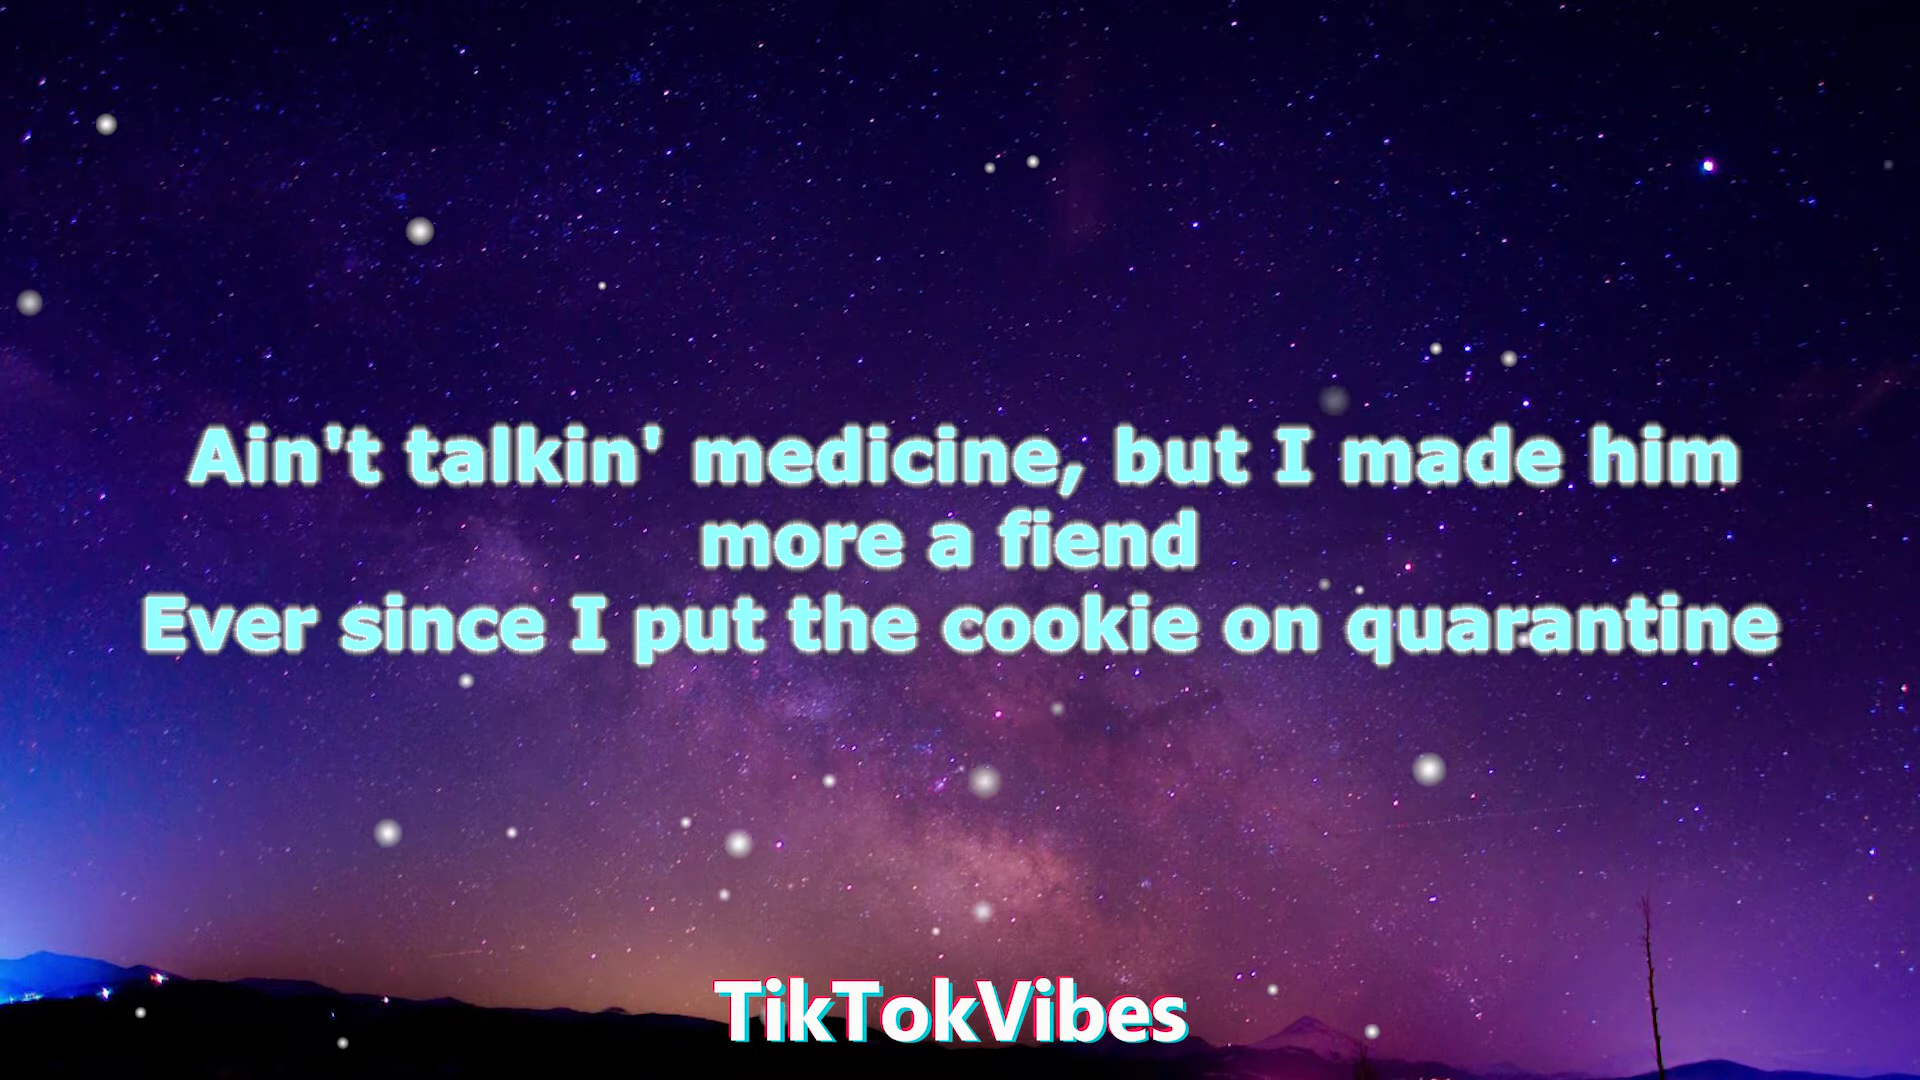 Ain't talkin' medicine, but I made him
more a fiend
Ever since I put the cookie on quarantine
TikTokVibes